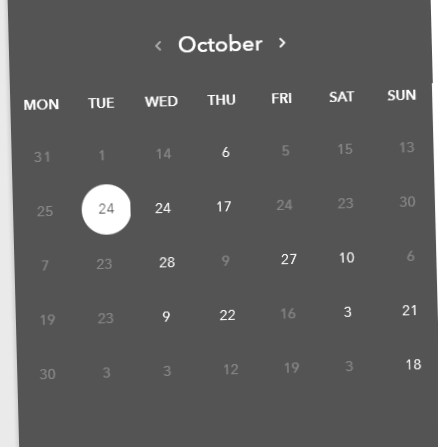 ‹ October ›
MON TUE WED THU FRI SAT SUN
31 1 14 6 5 15 13
25 24 24 17 24 23 30
7 23 28 9 27 10 6
19 23 9 22 16 3 21
30 3 3 12 19 3 18